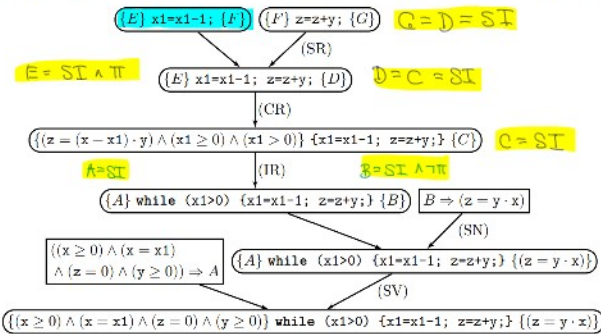 {E} x1=x1-1; {F} {F} z=z+y; {G} G=D=SI
(SR)
E= SI ∧ π {E} x1=x1-1; z=z+y; {D} D=C=SI
(CR)
{(z = (x − x1) · y) ∧ (x1 ≥ 0) ∧ (x1 > 0)} {x1=x1-1; z=z+y;} {C} C=SI
A=SI (IR) B=SI ∧ ¬π
{A} while (x1>0) {x1=x1-1; z=z+y;} {B} B ⇒ (z = y · x)
(SN)
((x ≥ 0) ∧ (x = x1)
∧ (z = 0) ∧ (y ≥ 0)) ⇒ A {A} while (x1>0) {x1=x1-1; z=z+y;} {(z = y · x)}
(SV)
{(x ≥ 0) ∧ (x = x1) ∧ (z = 0) ∧ (y ≥ 0)} while (x1>0) {x1=x1-1; z=z+y;} {(z = y · x)}